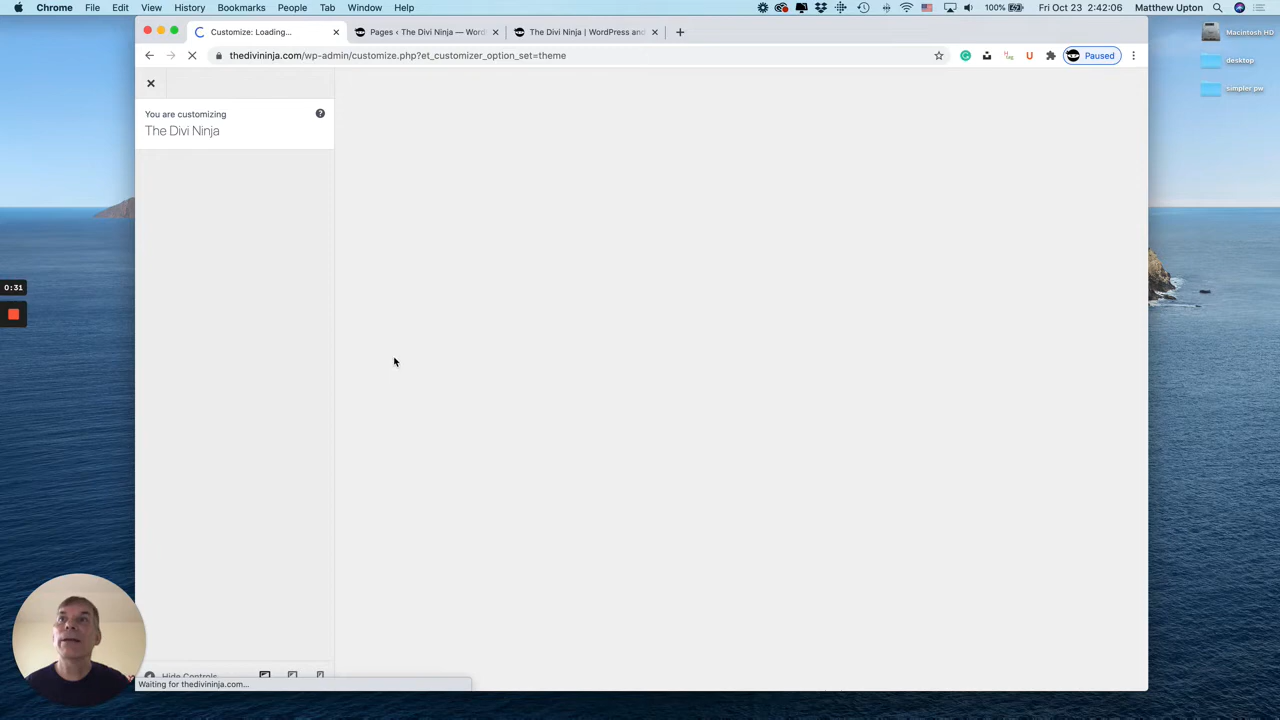 Chrome File Edit View History Bookmarks People Tab Window Help 100% Fri Oct 23 2:42:06 Matthew Upton
Customize: Loading... Pages ‹ The Divi Ninja — Word The Divi Ninja | WordPress and
thedivininja.com/wp-admin/customize.php?et_customizer_option_set=theme Paused
Macintosh HD
desktop
simpler pw
You are customizing
The Divi Ninja
0:31
Hide Controls
Waiting for thedivininja.com...